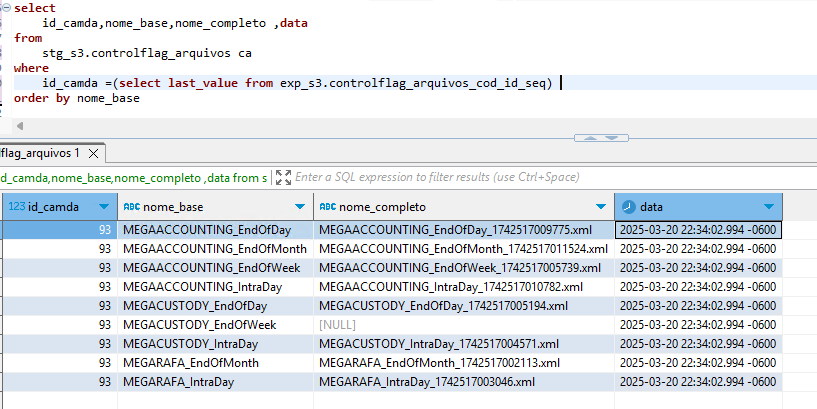 select
id_camda,nome_base,nome_completo ,data
from
stg_s3.controlflag_arquivos ca
where
id_camda =(select last_value from exp_s3.controlflag_arquivos_cod_id_seq)
order by nome_base
flag_arquivos 1
d_camda,nome_base,nome_completo ,data from s Enter a SQL expression to filter results (use Ctrl+Space)
123 id_camda ABC nome_base ABC nome_completo data
93 MEGAACCOUNTING_EndOfDay MEGAACCOUNTING_EndOfDay_1742517009775.xml 2025-03-20 22:34:02.994 -0600
93 MEGAACCOUNTING_EndOfMonth MEGAACCOUNTING_EndOfMonth_1742517011524.xml 2025-03-20 22:34:02.994 -0600
93 MEGAACCOUNTING_EndOfWeek MEGAACCOUNTING_EndOfWeek_1742517005739.xml 2025-03-20 22:34:02.994 -0600
93 MEGAACCOUNTING_IntraDay MEGAACCOUNTING_IntraDay_1742517010782.xml 2025-03-20 22:34:02.994 -0600
93 MEGACUSTODY_EndOfDay MEGACUSTODY_EndOfDay_1742517005194.xml 2025-03-20 22:34:02.994 -0600
93 MEGACUSTODY_EndOfWeek [NULL] 2025-03-20 22:34:02.994 -0600
93 MEGACUSTODY_IntraDay MEGACUSTODY_IntraDay_1742517004571.xml 2025-03-20 22:34:02.994 -0600
93 MEGARAFA_EndOfMonth MEGARAFA_EndOfMonth_1742517002113.xml 2025-03-20 22:34:02.994 -0600
93 MEGARAFA_IntraDay MEGARAFA_IntraDay_1742517003046.xml 2025-03-20 22:34:02.994 -0600